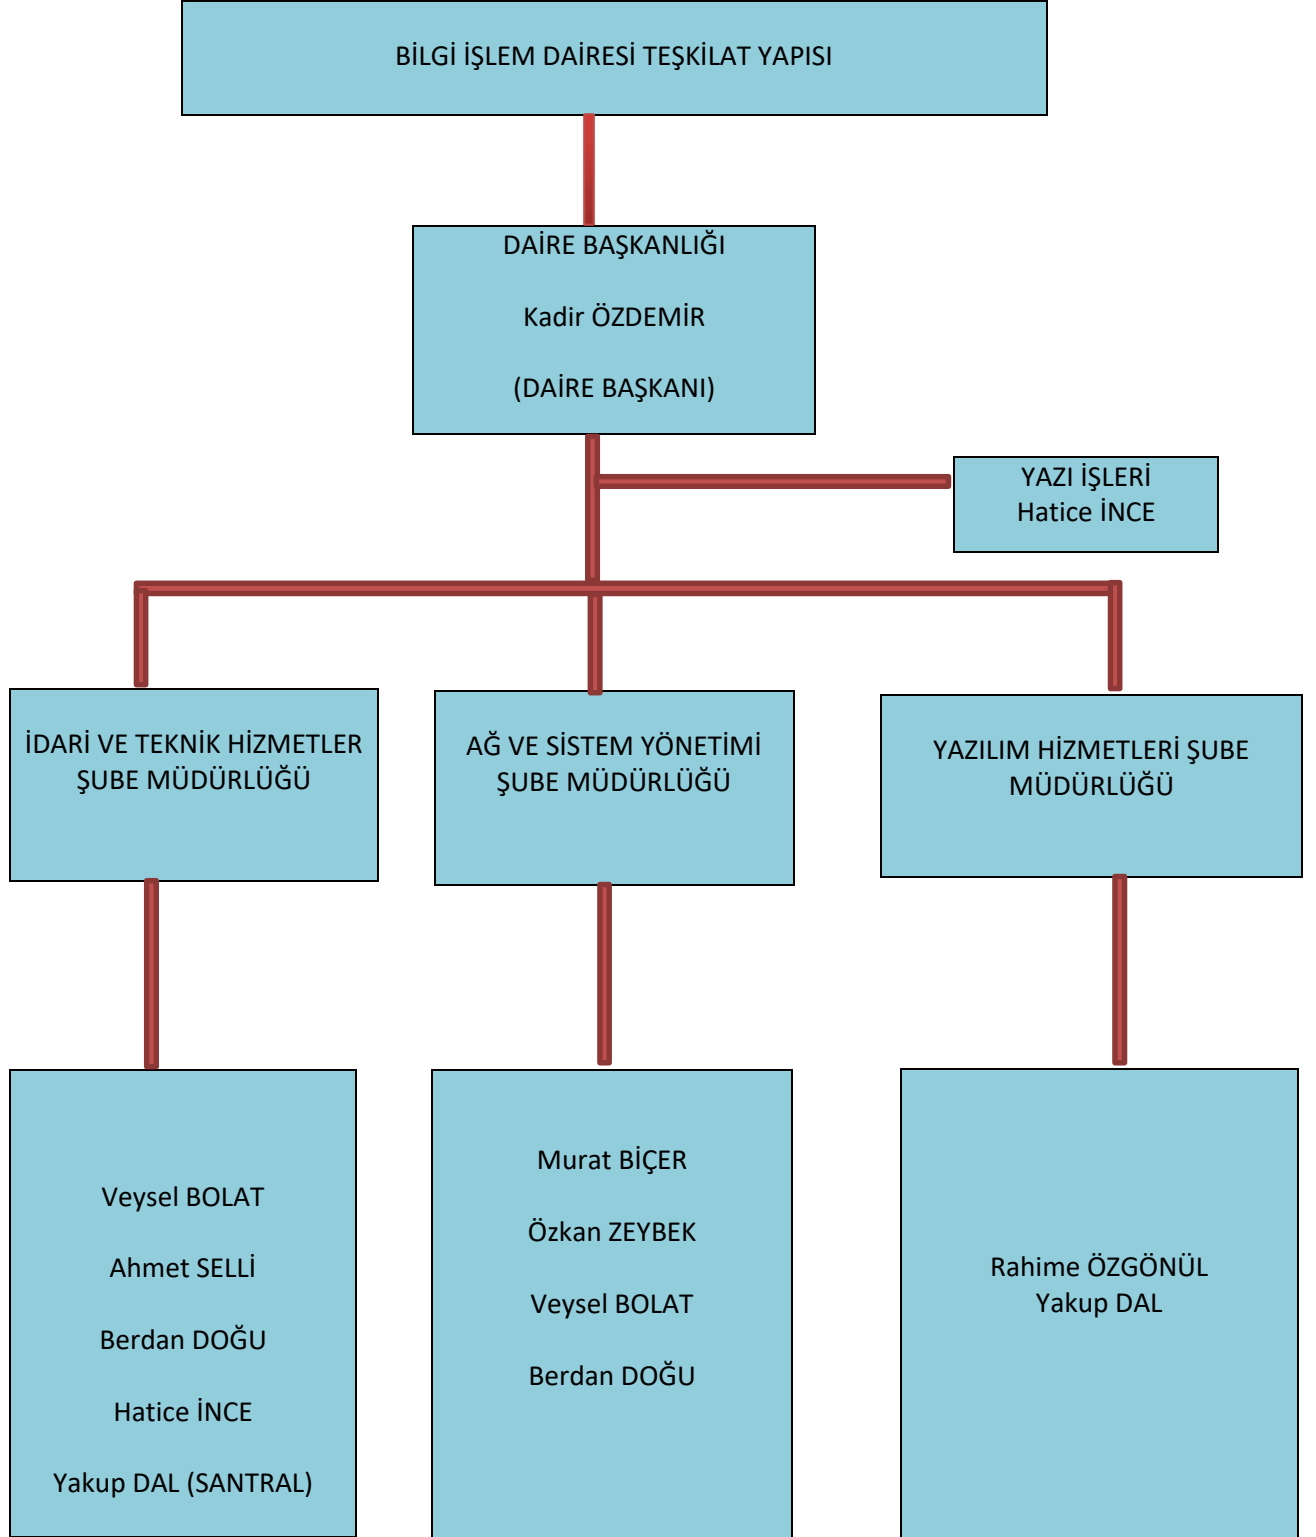 BİLGİ İŞLEM DAİRESİ TEŞKİLAT YAPISI
DAİRE BAŞKANLIĞI
Kadir ÖZDEMİR
(DAİRE BAŞKANI)
YAZI İŞLERİ
Hatice İNCE
İDARİ VE TEKNİK HİZMETLER
ŞUBE MÜDÜRLÜĞÜ
AĞ VE SİSTEM YÖNETİMİ
ŞUBE MÜDÜRLÜĞÜ
YAZILIM HİZMETLERİ ŞUBE
MÜDÜRLÜĞÜ
Veysel BOLAT
Ahmet SELLİ
Berdan DOĞU
Hatice İNCE
Yakup DAL (SANTRAL)
Murat BİÇER
Özkan ZEYBEK
Veysel BOLAT
Berdan DOĞU
Rahime ÖZGÖNÜL
Yakup DAL